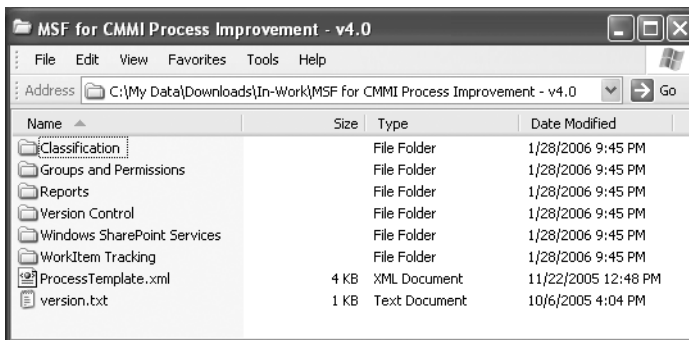 MSF for CMMI Process Improvement - v4.0
File Edit View Favorites Tools Help
Address C:\My Data\Downloads\In-Work\MSF for CMMI Process Improvement - v4.0 Go
Name Size Type Date Modified
Classification File Folder 1/28/2006 9:45 PM
Groups and Permissions File Folder 1/28/2006 9:45 PM
Reports File Folder 1/28/2006 9:45 PM
Version Control File Folder 1/28/2006 9:45 PM
Windows SharePoint Services File Folder 1/28/2006 9:45 PM
WorkItem Tracking File Folder 1/28/2006 9:45 PM
ProcessTemplate.xml 4 KB XML Document 11/22/2005 12:48 PM
version.txt 1 KB Text Document 10/6/2005 4:04 PM